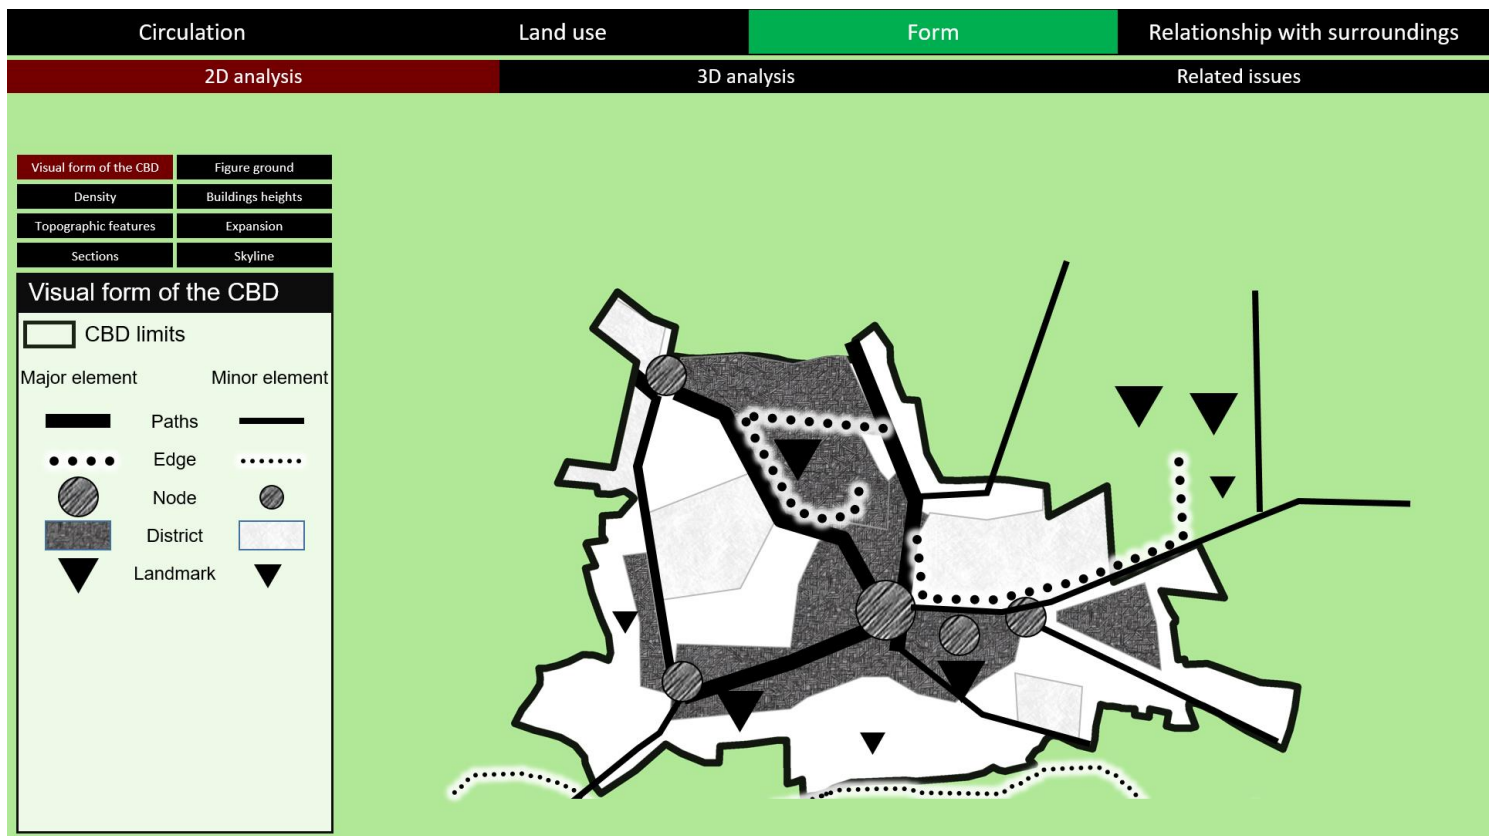 Circulation
Land use
Form
Relationship with surroundings
2D analysis
3D analysis
Related issues
Visual form of the CBD
Figure ground
Density
Buildings heights
Topographic features
Expansion
Sections
Skyline
Visual form of the CBD
CBD limits
Major element
Minor element
Paths
Edge
Node
District
Landmark